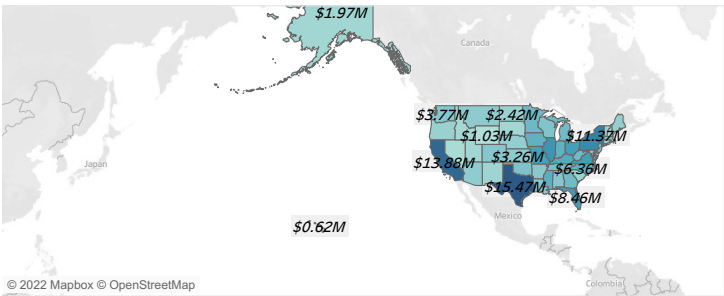 $1.97M
Canada
$3.77M
$2.42M
$1.03M
$11.37M
Japan
$13.88M
$3.26M
$6.36M
$15.47M
$8.46M
Mexico
$0.62M
© 2022 Mapbox © OpenStreetMap
Colombia